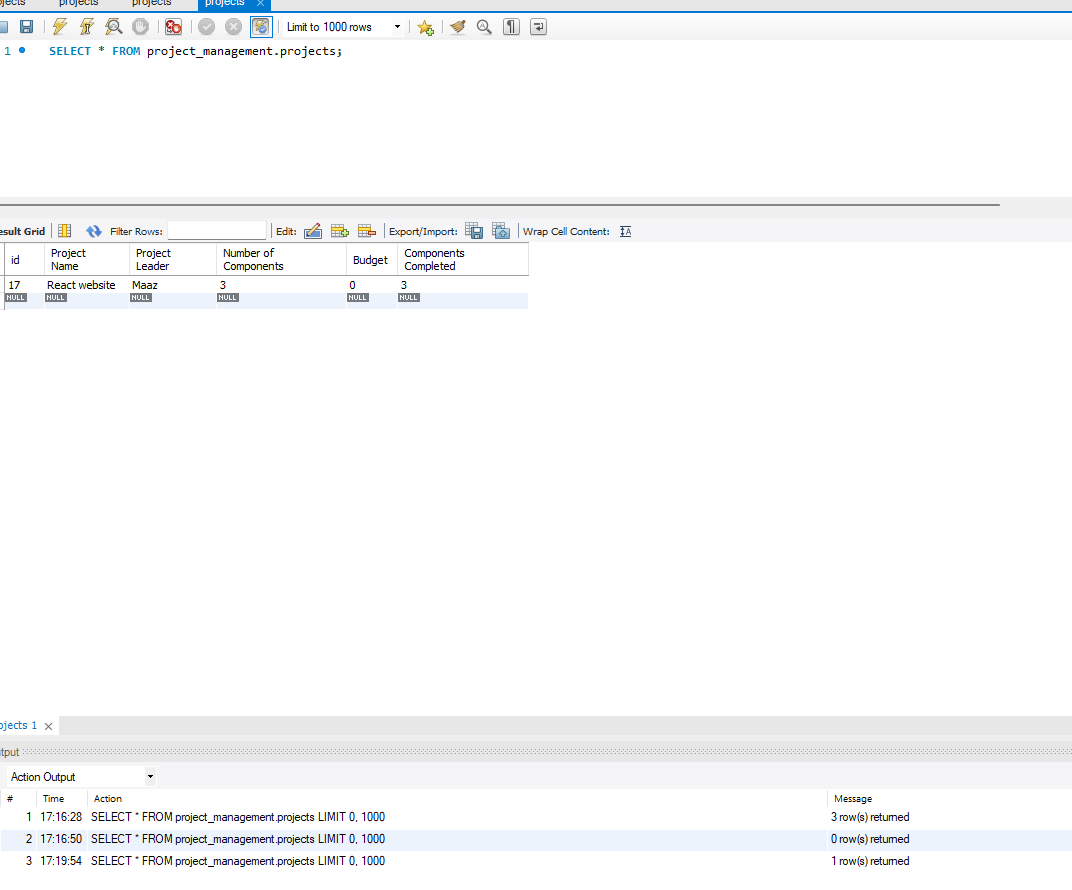 jects projects projects projects
Limit to 1000 rows
1 SELECT * FROM project_management.projects;
esult Grid Filter Rows: Edit: Export/Import: Wrap Cell Content:
id Project Name Project Leader Number of Components Budget Components Completed
17 React website Maaz 3 0 3
NULL NULL NULL NULL NULL NULL
ojects 1
tput
Action Output
# Time Action Message
1 17:16:28 SELECT * FROM project_management.projects LIMIT 0, 1000 3 row(s) returned
2 17:16:50 SELECT * FROM project_management.projects LIMIT 0, 1000 0 row(s) returned
3 17:19:54 SELECT * FROM project_management.projects LIMIT 0, 1000 1 row(s) returned